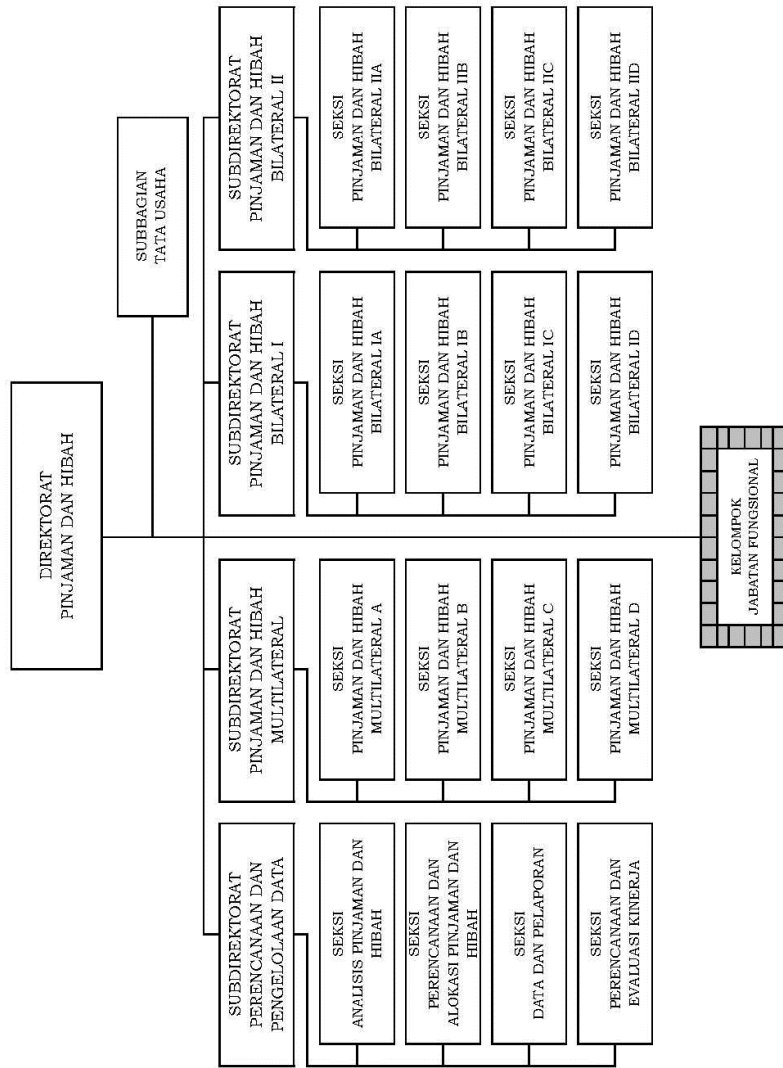 DIREKTORAT
PINJAMAN DAN HIBAH
SUBBAGIAN
TATA USAHA
SUBDIREKTORAT
PERENCANAAN DAN
PENGELOLAAN DATA
SUBDIREKTORAT
PINJAMAN DAN HIBAH
MULTILATERAL
SUBDIREKTORAT
PINJAMAN DAN HIBAH
BILATERAL I
SUBDIREKTORAT
PINJAMAN DAN HIBAH
BILATERAL II
SEKSI
ANALISIS PINJAMAN DAN
HIBAH
SEKSI
PINJAMAN DAN HIBAH
MULTILATERAL A
SEKSI
PINJAMAN DAN HIBAH
BILATERAL IA
SEKSI
PINJAMAN DAN HIBAH
BILATERAL IIA
SEKSI
PERENCANAAN DAN
ALOKASI PINJAMAN DAN
HIBAH
SEKSI
PINJAMAN DAN HIBAH
MULTILATERAL B
SEKSI
PINJAMAN DAN HIBAH
BILATERAL IB
SEKSI
PINJAMAN DAN HIBAH
BILATERAL IIB
SEKSI
DATA DAN PELAPORAN
SEKSI
PINJAMAN DAN HIBAH
MULTILATERAL C
SEKSI
PINJAMAN DAN HIBAH
BILATERAL IC
SEKSI
PINJAMAN DAN HIBAH
BILATERAL IIC
SEKSI
PERENCANAAN DAN
EVALUASI KINERJA
SEKSI
PINJAMAN DAN HIBAH
MULTILATERAL D
SEKSI
PINJAMAN DAN HIBAH
BILATERAL ID
SEKSI
PINJAMAN DAN HIBAH
BILATERAL IID
KELOMPOK
JABATAN FUNGSIONAL